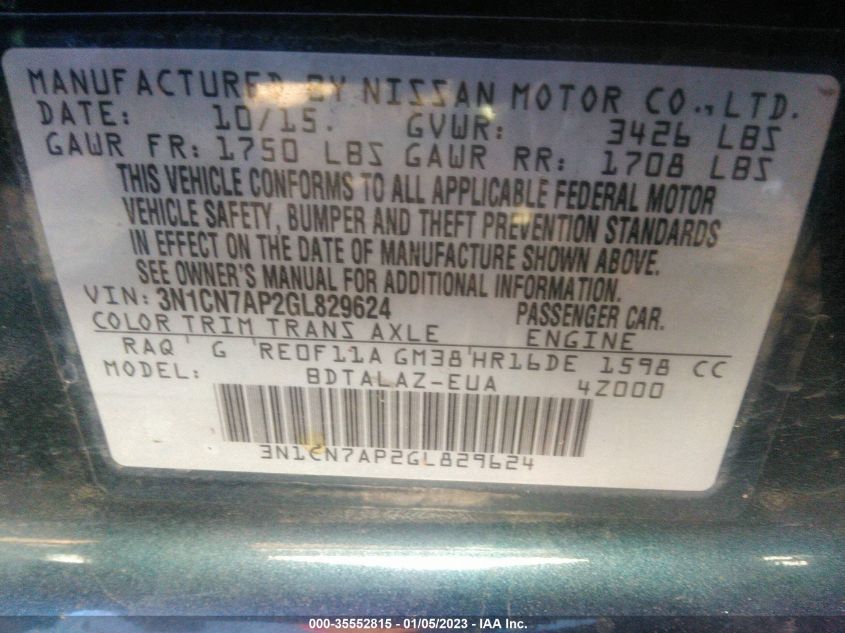 MANUFACTURED BY NISSAN MOTOR CO.,LTD.
DATE: 10/15. GVWR: 3426 LBS
GAWR FR: 1750 LBS GAWR RR: 1708 LBS
THIS VEHICLE CONFORMS TO ALL APPLICABLE FEDERAL MOTOR
VEHICLE SAFETY, BUMPER AND THEFT PREVENTION STANDARDS
IN EFFECT ON THE DATE OF MANUFACTURE SHOWN ABOVE.
SEE OWNER'S MANUAL FOR ADDITIONAL INFORMATION.
VIN: 3N1CN7AP2GL829624 PASSENGER CAR.
COLOR TRIM TRANS AXLE ENGINE
RAQ G RE0F11A GM38 HR16DE 1598 CC
MODEL: BDTALAZ-EUA 4Z000
3N1CN7AP2GL829624
000-35552815 - 01/05/2023 - IAA Inc.